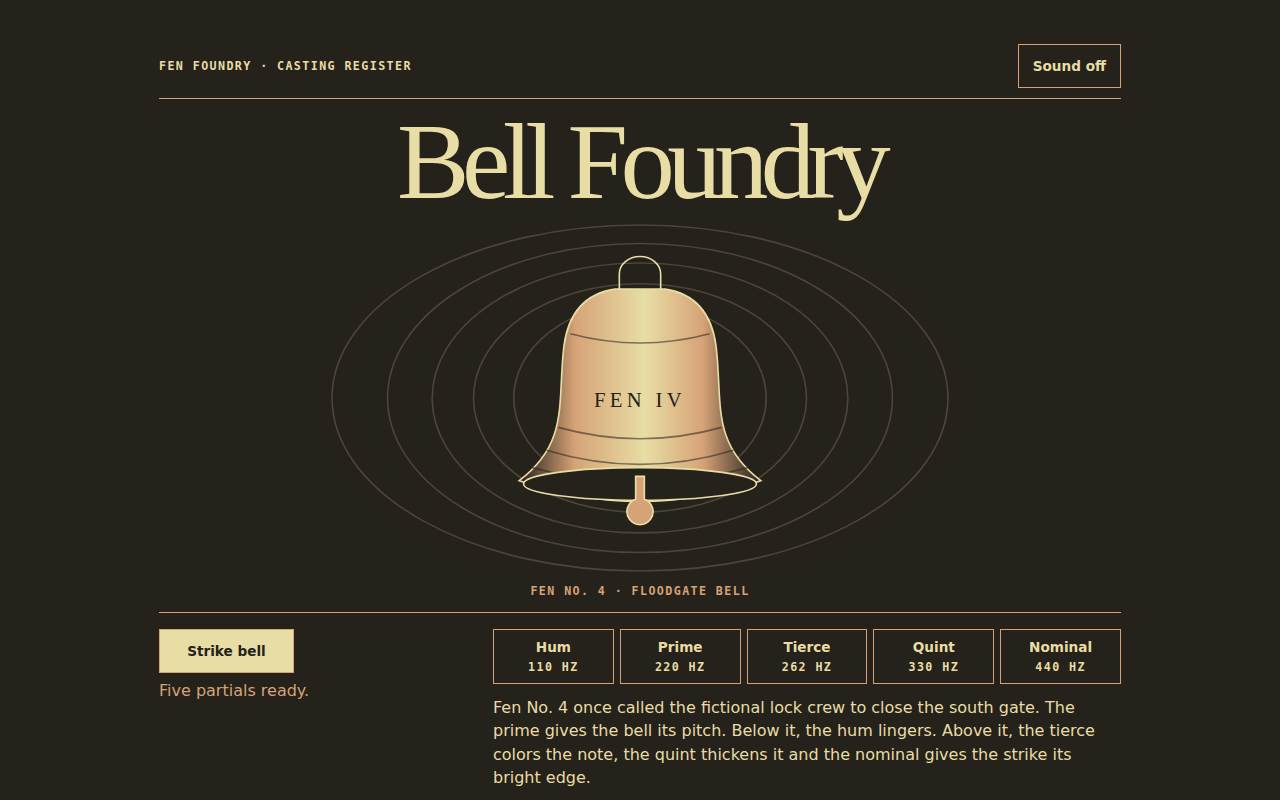 FEN FOUNDRY · CASTING REGISTER
Sound off
Bell Foundry
FEN IV
FEN NO. 4 · FLOODGATE BELL
Strike bell
Five partials ready.
Hum
110 HZ
Prime
220 HZ
Tierce
262 HZ
Quint
330 HZ
Nominal
440 HZ
Fen No. 4 once called the fictional lock crew to close the south gate. The
prime gives the bell its pitch. Below it, the hum lingers. Above it, the tierce
colors the note, the quint thickens it and the nominal gives the strike its
bright edge.